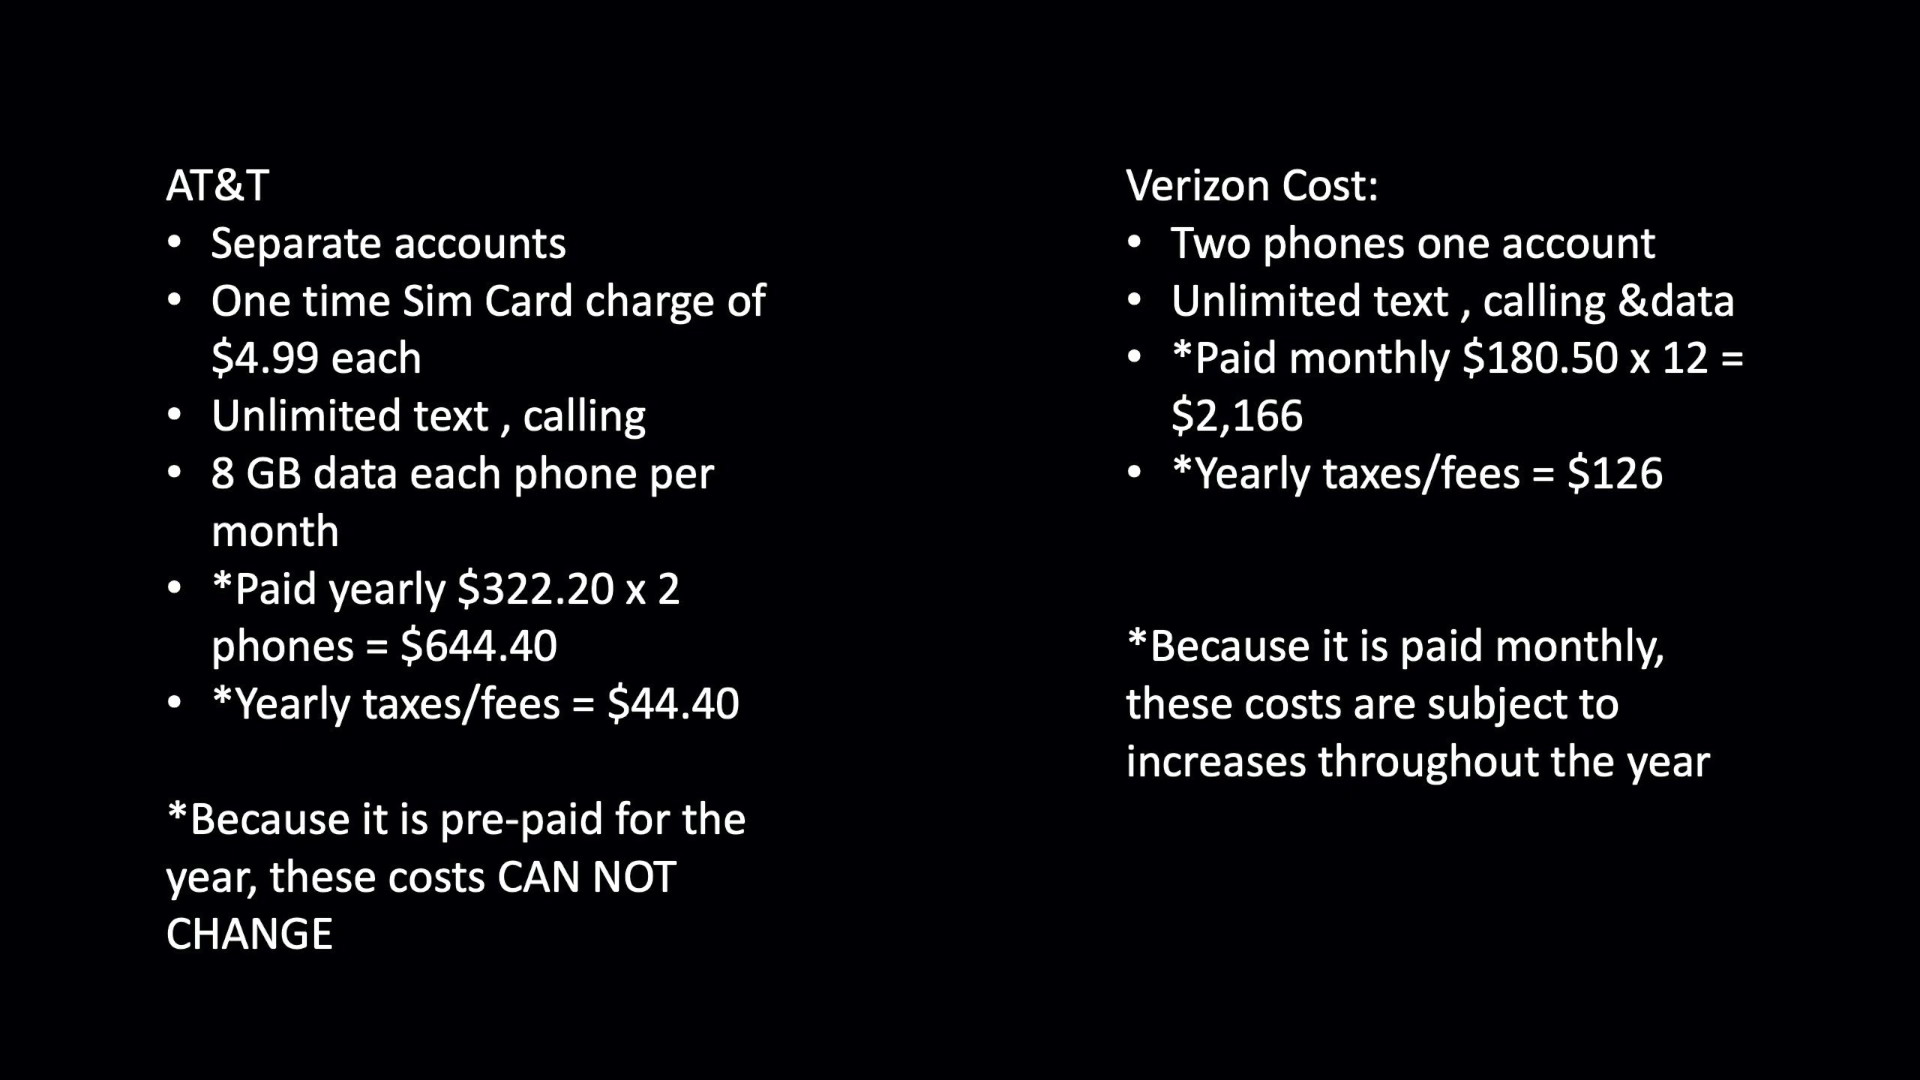 AT&T
• Separate accounts
• One time Sim Card charge of
$4.99 each
• Unlimited text , calling
• 8 GB data each phone per
month
• *Paid yearly $322.20 x 2
phones = $644.40
• *Yearly taxes/fees = $44.40
*Because it is pre-paid for the
year, these costs CAN NOT
CHANGE
Verizon Cost:
• Two phones one account
• Unlimited text , calling &data
• *Paid monthly $180.50 x 12 =
$2,166
• *Yearly taxes/fees = $126
*Because it is paid monthly,
these costs are subject to
increases throughout the year